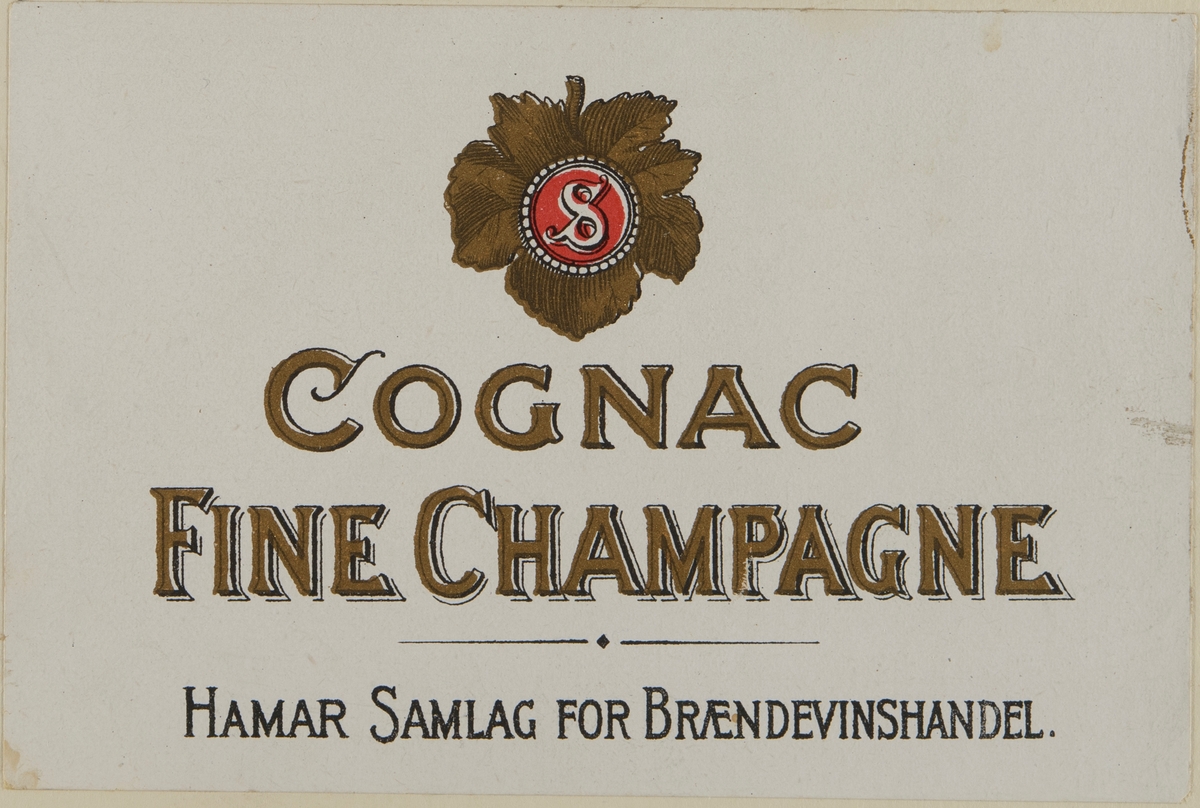 S
COGNAC
FINE CHAMPAGNE
HAMAR SAMLAG FOR BRÆNDEVINSHANDEL.